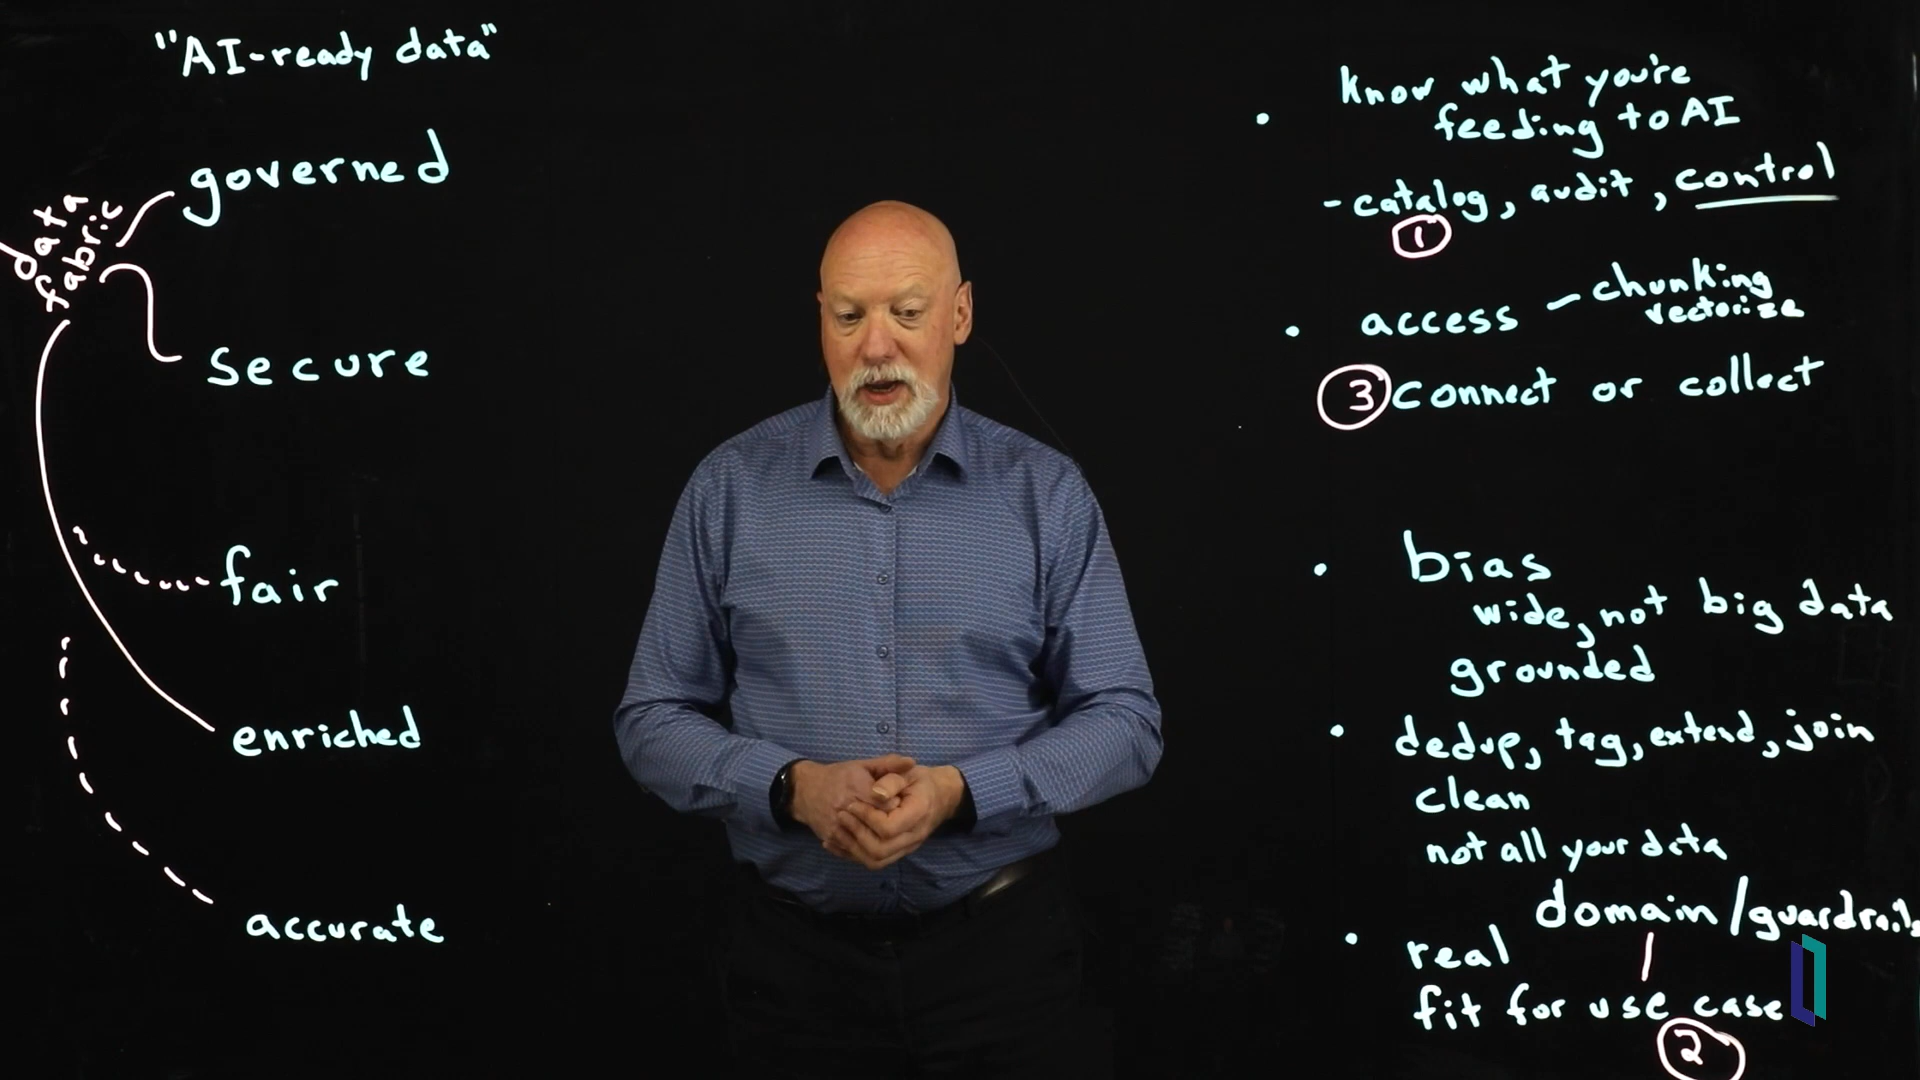 "AI-ready data"
data
fabric
governed
secure
fair
enriched
accurate
• know what you're
feeding to AI
- catalog, audit, control
1
• access - chunking
vectorize
3 connect or collect
• bias
wide, not big data
grounded
• dedup, tag, extend, join
clean
not all your data
domain/guardrails
• real
fit for use case
2